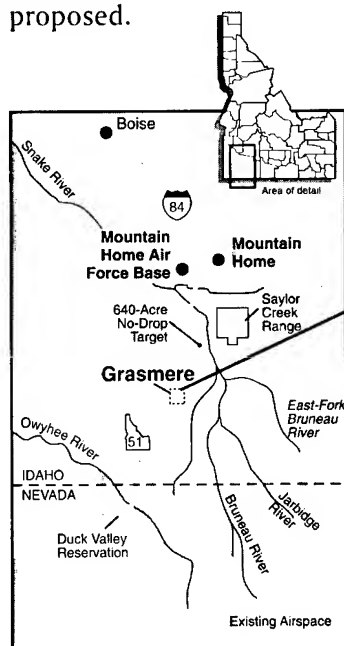 proposed.
Boise
Snake River
84
Area of detail
Mountain
Home Air
Force Base
Mountain
Home
640-Acre
No-Drop
Target
Saylor
Creek
Range
Grasmere
East-Fork
Bruneau
River
Owyhee River
51
IDAHO
NEVADA
Jarbidge
River
Bruneau River
Duck Valley
Reservation
Existing Airspace